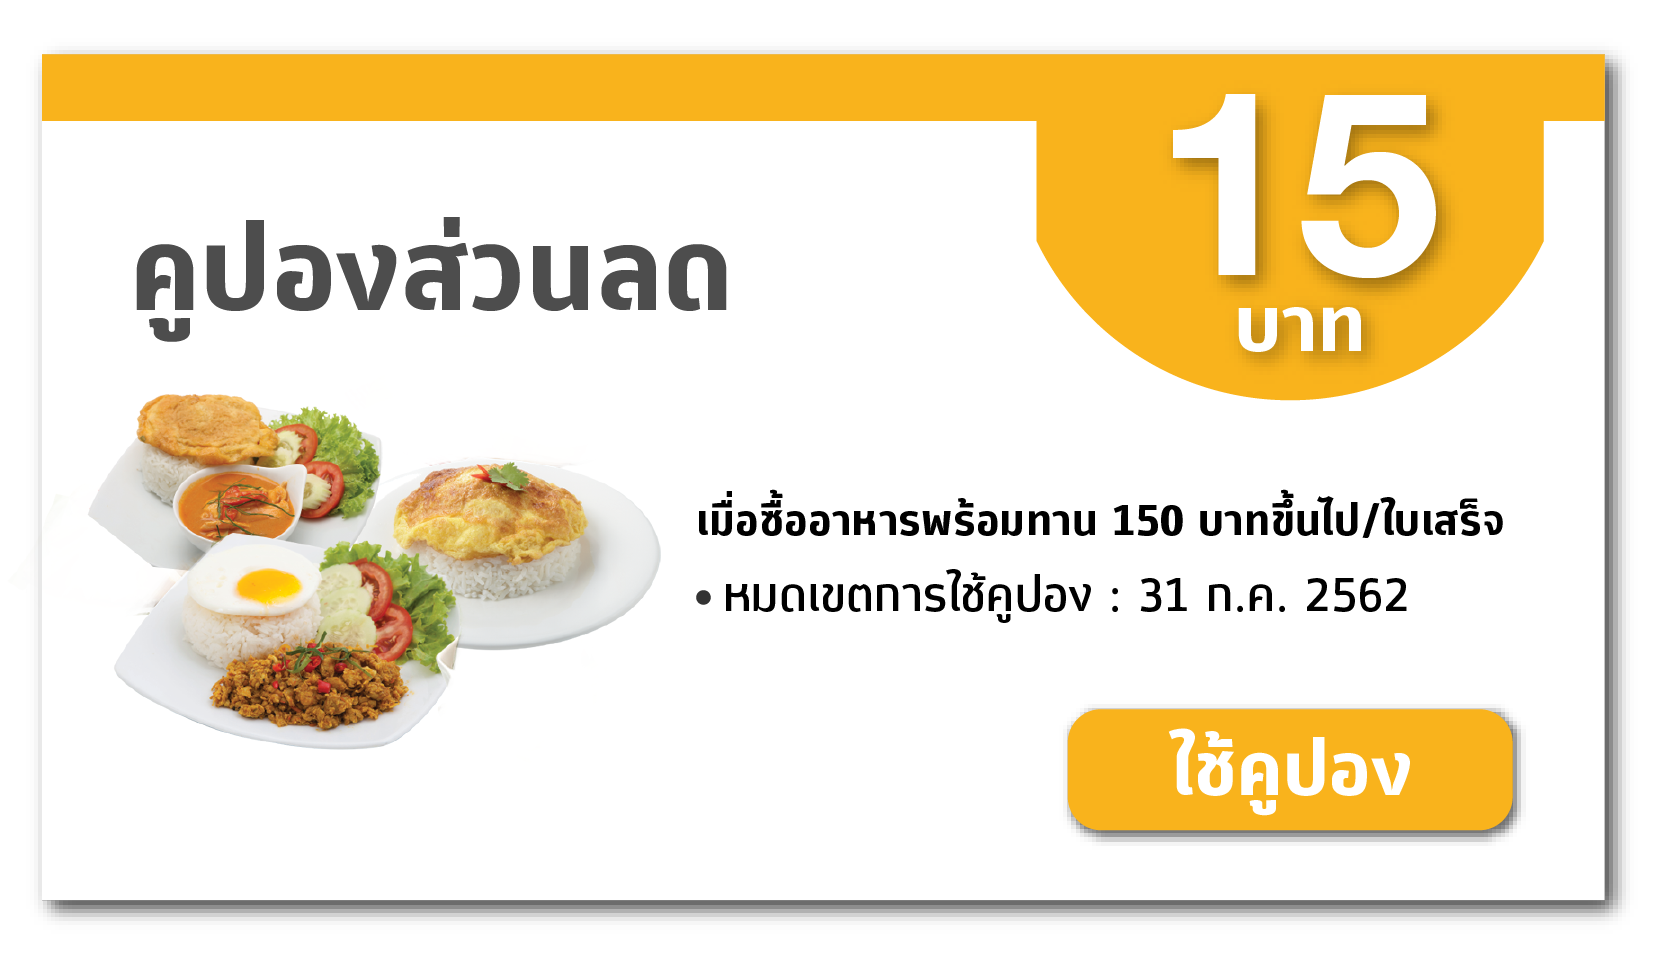 15
บาท
คูปองส่วนลด
เมื่อซื้ออาหารพร้อมทาน 150 บาทขึ้นไป/ใบเสร็จ
• หมดเขตการใช้คูปอง : 31 ก.ค. 2562
ใช้คูปอง